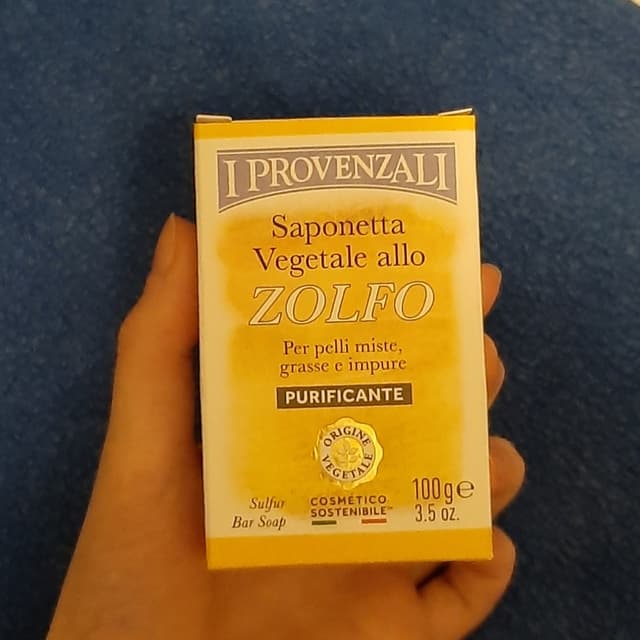 I PROVENZALI
Saponetta
Vegetale allo
ZOLFO
Per pelli miste,
grasse e impure
PURIFICANTE
ORIGINE
VEGETALE
Sulfur
Bar Soap
COSMETICO
SOSTENIBILE™
100g℮
3.5 oz.